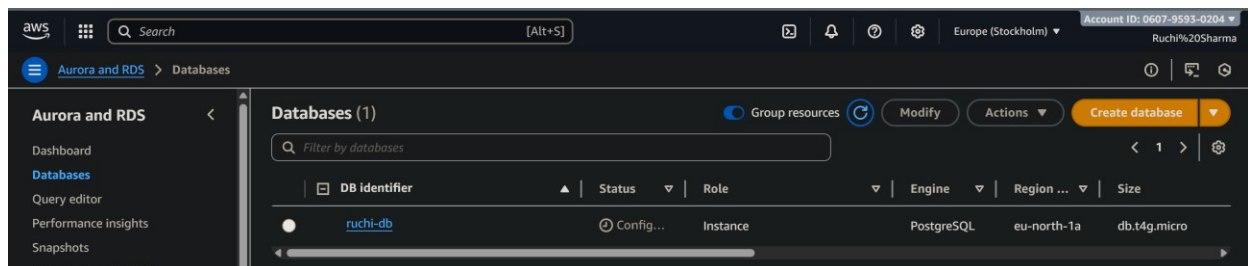 aws Search [Alt+S] Europe (Stockholm) ▼ Account ID: 0607-9593-0204 ▼
Ruchi%20Sharma
Aurora and RDS > Databases
Aurora and RDS <
Databases (1) Group resources Modify Actions ▼ Create database ▼
Dashboard
Filter by databases < 1 >
Databases
Query editor
DB identifier Status Role Engine Region ... Size
Performance insights
ruchi-db Config... Instance PostgreSQL eu-north-1a db.t4g.micro
Snapshots